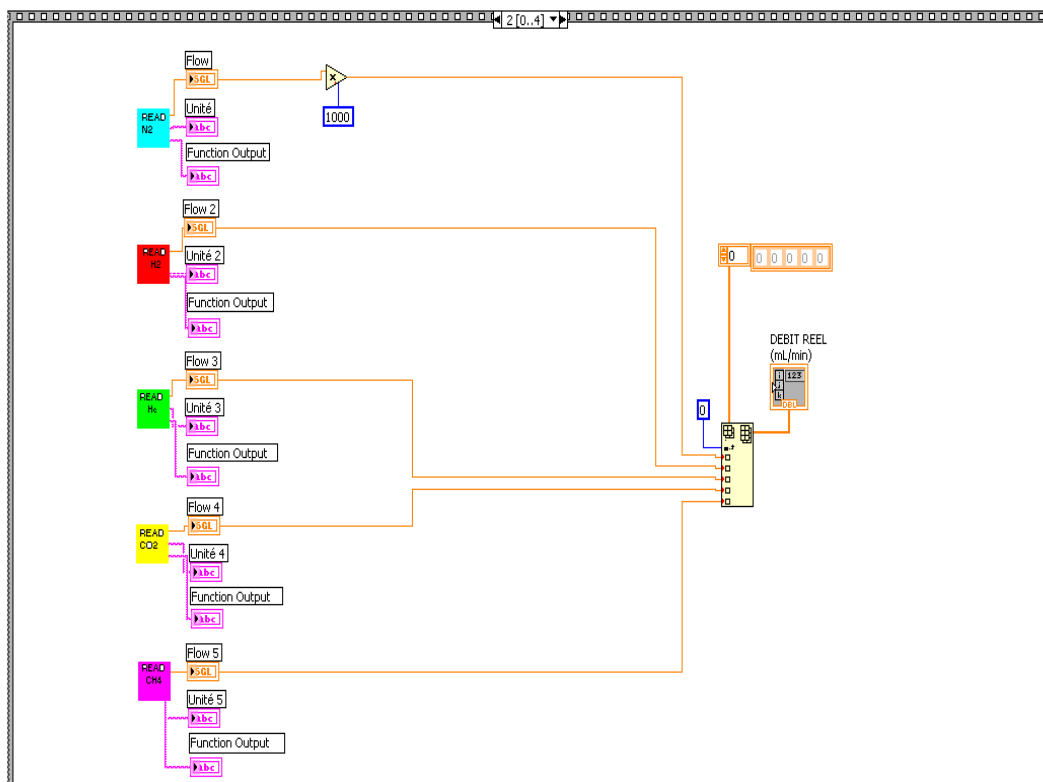 2 [0..4]
Flow
SGL
×
1000
READ
N2
Unité
abc
Function Output
abc
Flow 2
SGL
READ
H2
Unité 2
abc
Function Output
abc
0
0 0 0 0 0
DEBIT REEL
(mL/min)
i
123
k
DBL
Flow 3
SGL
READ
He
Unité 3
abc
Function Output
abc
0
Flow 4
SGL
READ
CO2
Unité 4
abc
Function Output
abc
Flow 5
SGL
READ
CH4
Unité 5
abc
Function Output
abc